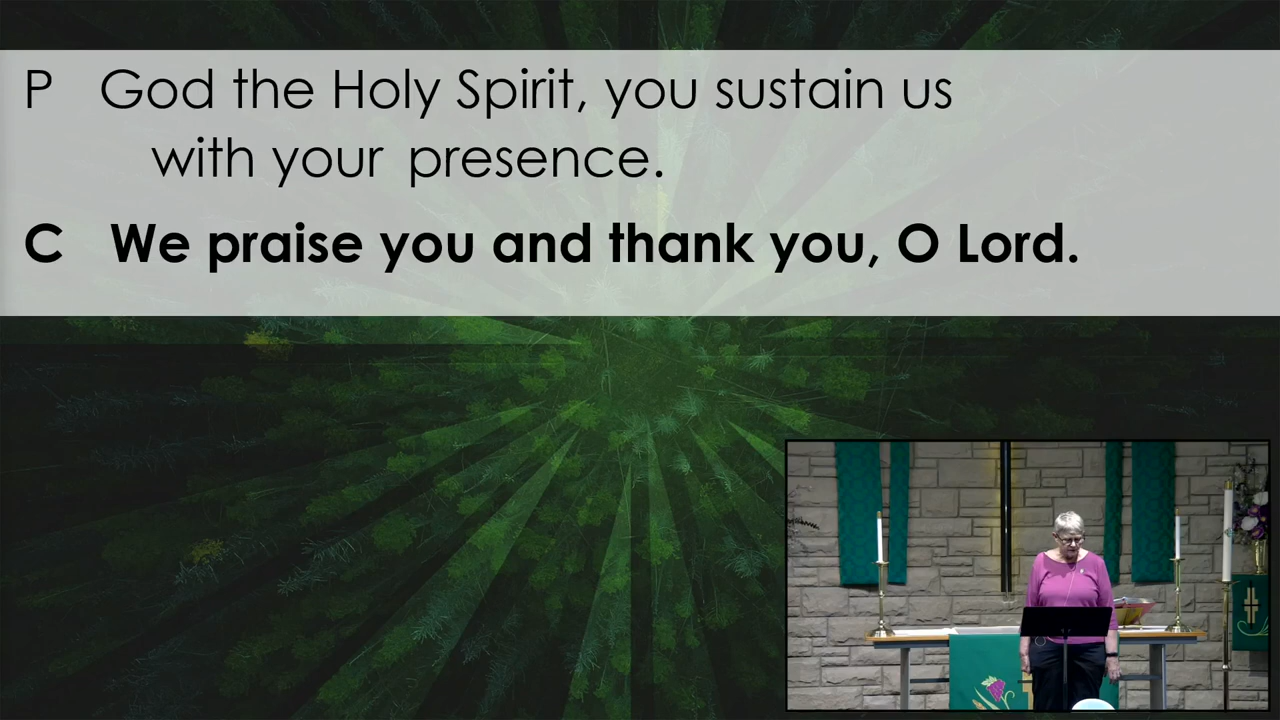 P God the Holy Spirit, you sustain us
with your presence.
C We praise you and thank you, O Lord.